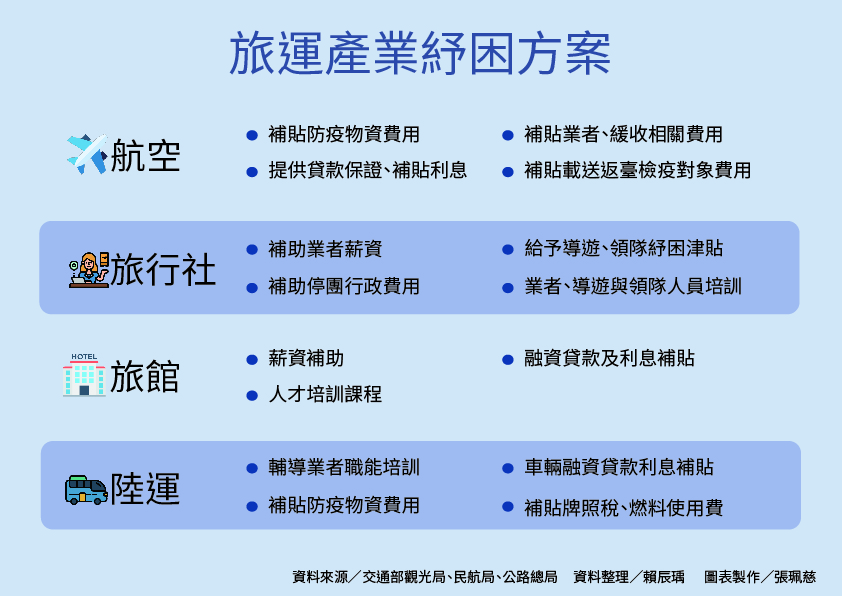 旅運產業紓困方案
航空
補貼防疫物資費用
補貼業者、緩收相關費用
提供貸款保證、補貼利息
補貼載送返臺檢疫對象費用
旅行社
補助業者薪資
給予導遊、領隊紓困津貼
補助停團行政費用
業者、導遊與領隊人員培訓
HOTEL
旅館
薪資補助
融資貸款及利息補貼
人才培訓課程
陸運
輔導業者職能培訓
車輛融資貸款利息補貼
補貼防疫物資費用
補貼牌照稅、燃料使用費
資料來源／交通部觀光局、民航局、公路總局 資料整理／賴辰瑀 圖表製作／張珮慈